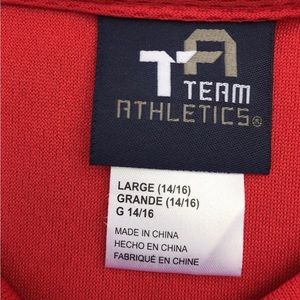 TA
TEAM
ATHLETICS®
LARGE (14/16)
GRANDE (14/16)
G 14/16
MADE IN CHINA
HECHO EN CHINA
FABRIQUÉ EN CHINE